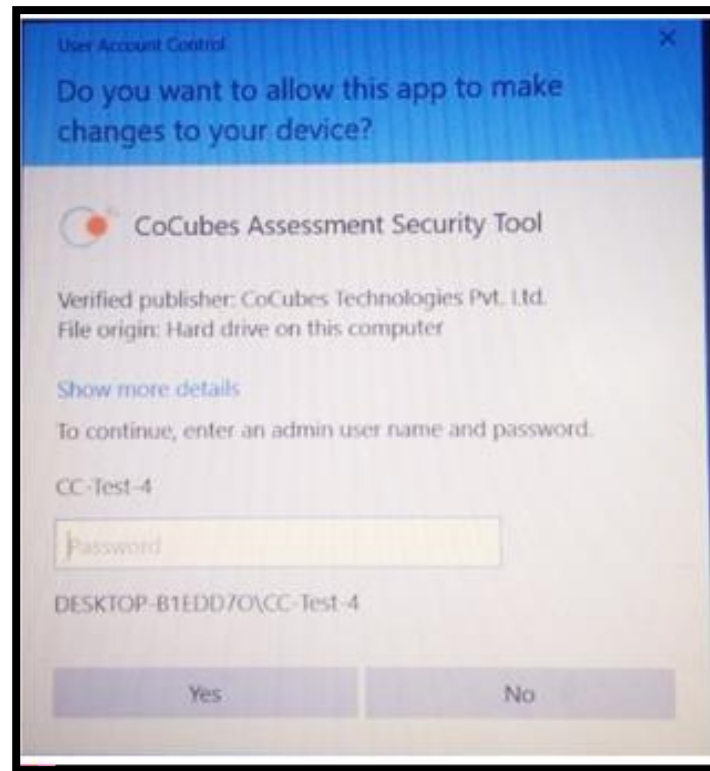 User Account Control
Do you want to allow this app to make
changes to your device?
CoCubes Assessment Security Tool
Verified publisher: CoCubes Technologies Pvt. Ltd.
File origin: Hard drive on this computer
Show more details
To continue, enter an admin user name and password.
CC-Test-4
Password
DESKTOP-B1EDD7O\CC-Test-4
Yes
No